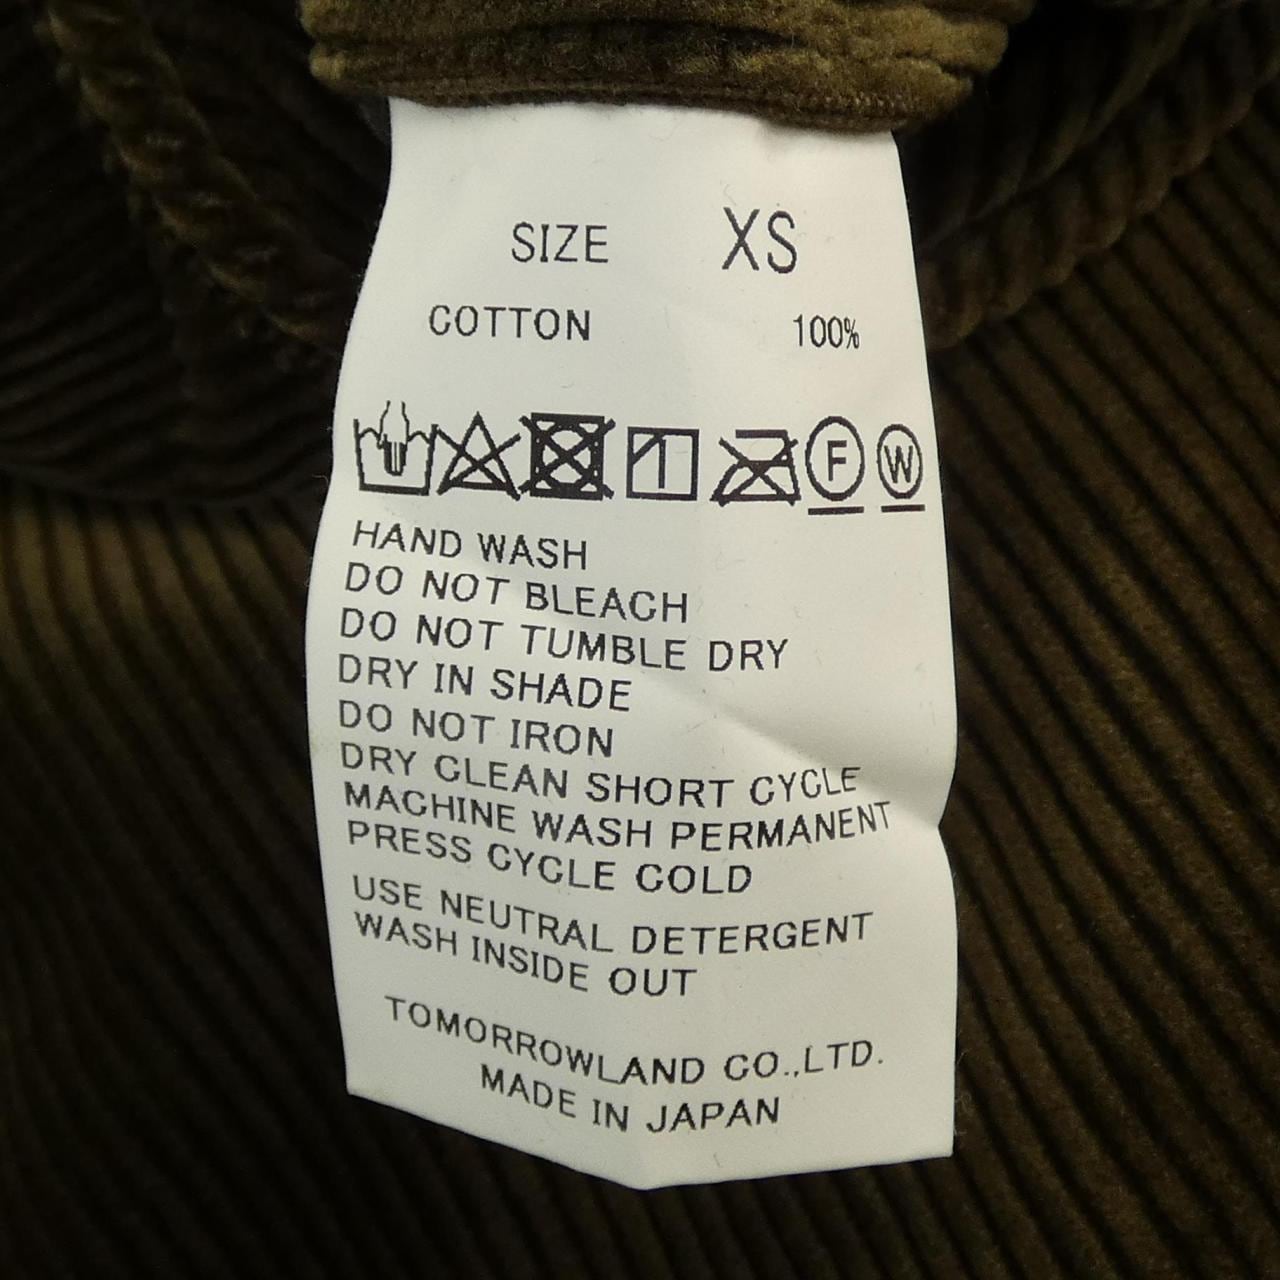 SIZE XS
COTTON 100%
F W
HAND WASH
DO NOT BLEACH
DO NOT TUMBLE DRY
DRY IN SHADE
DO NOT IRON
DRY CLEAN SHORT CYCLE
MACHINE WASH PERMANENT
PRESS CYCLE COLD
USE NEUTRAL DETERGENT
WASH INSIDE OUT
TOMORROWLAND CO.,LTD.
MADE IN JAPAN